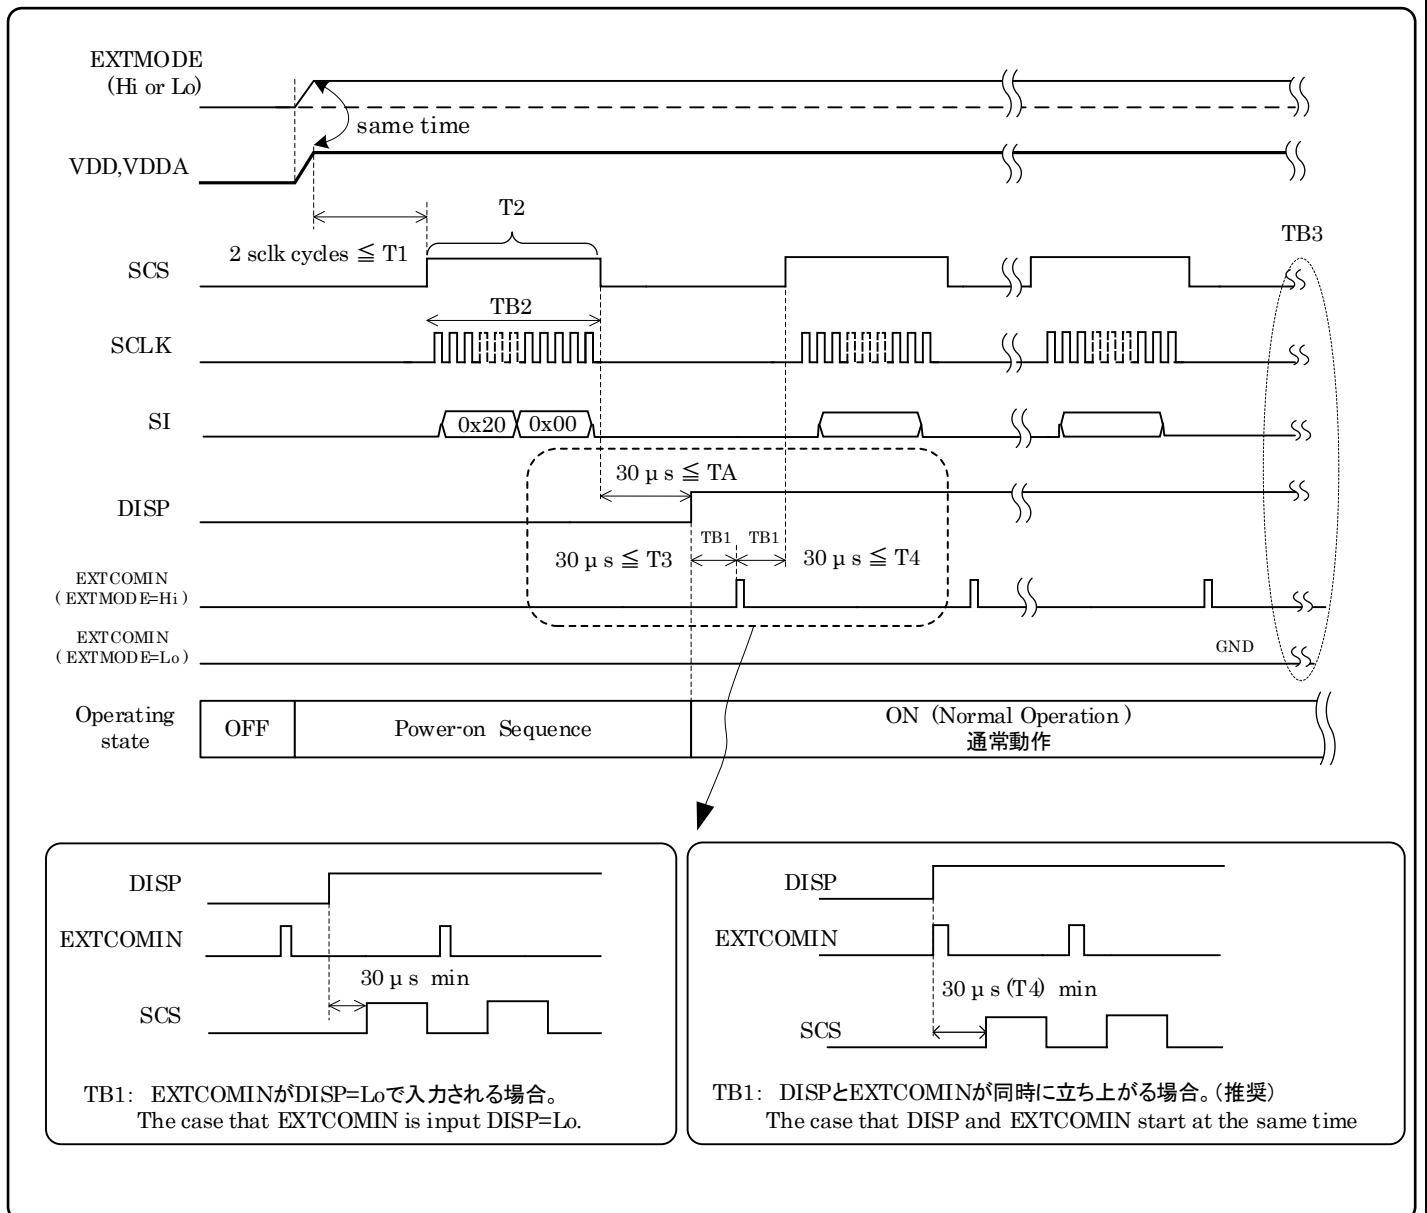 EXTMODE
(Hi or Lo)
same time
VDD,VDDA
T2
TB3
2 sclk cycles ≦ T1
SCS
TB2
SCLK
SI
0x20
0x00
30 μ s ≦ TA
DISP
TB1
TB1
30 μ s ≦ T3
30 μ s ≦ T4
EXTCOMIN
( EXTMODE=Hi )
EXTCOMIN
( EXTMODE=Lo )
GND
Operating
state
OFF
Power-on Sequence
ON (Normal Operation )
通常動作
DISP
EXTCOMIN
30 μ s min
SCS
TB1: EXTCOMINがDISP=Loで入力される場合。
The case that EXTCOMIN is input DISP=Lo.
DISP
EXTCOMIN
30 μ s (T4) min
SCS
TB1: DISPとEXTCOMINが同時に立ち上がる場合。(推奨)
The case that DISP and EXTCOMIN start at the same time